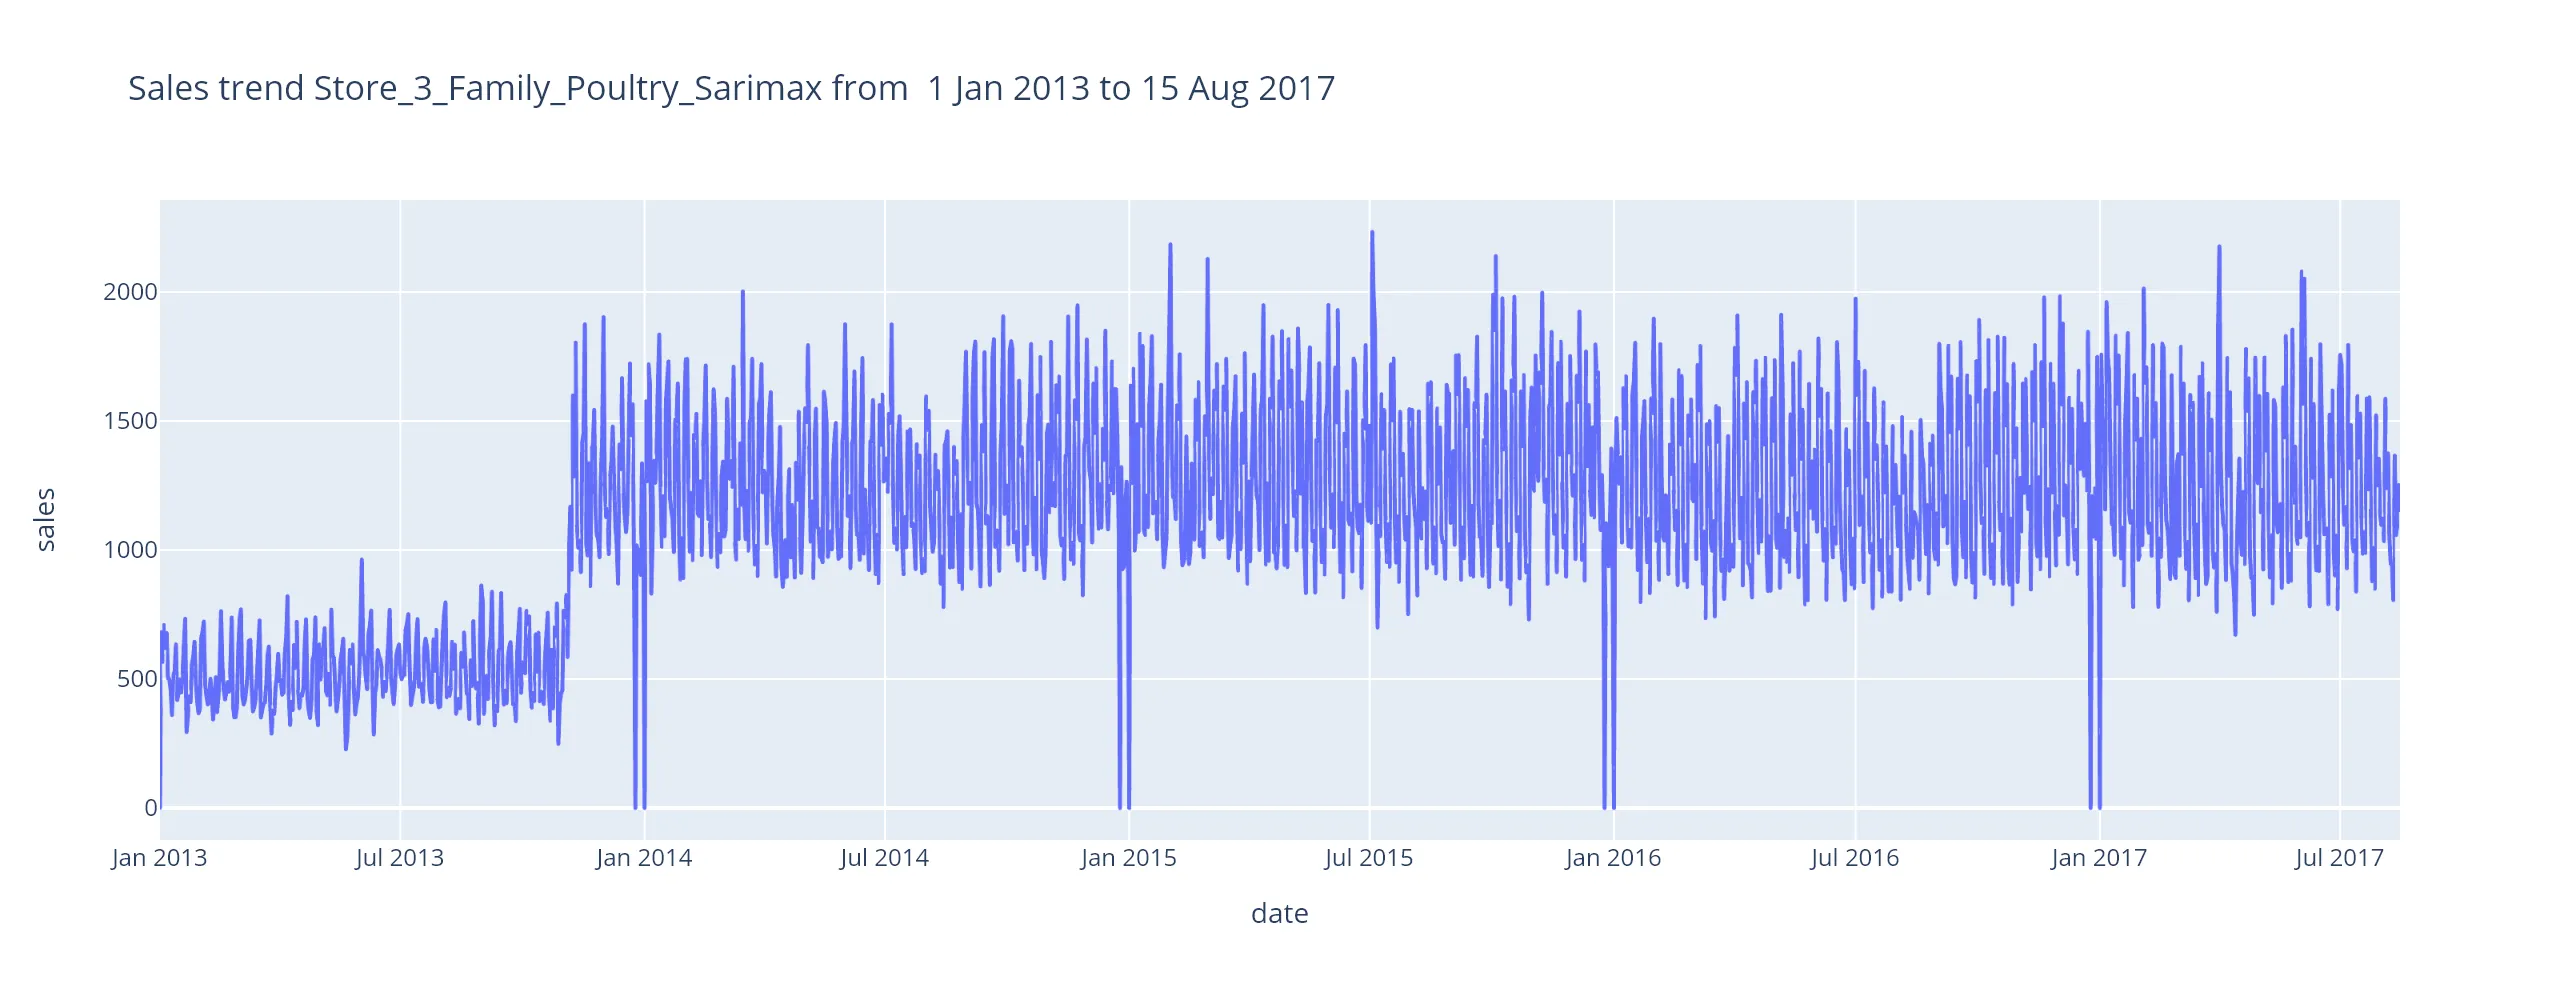 Sales trend Store_3_Family_Poultry_Sarimax from  1 Jan 2013 to 15 Aug 2017
sales
2000
1500
1000
500
0
Jan 2013 Jul 2013 Jan 2014 Jul 2014 Jan 2015 Jul 2015 Jan 2016 Jul 2016 Jan 2017 Jul 2017
date